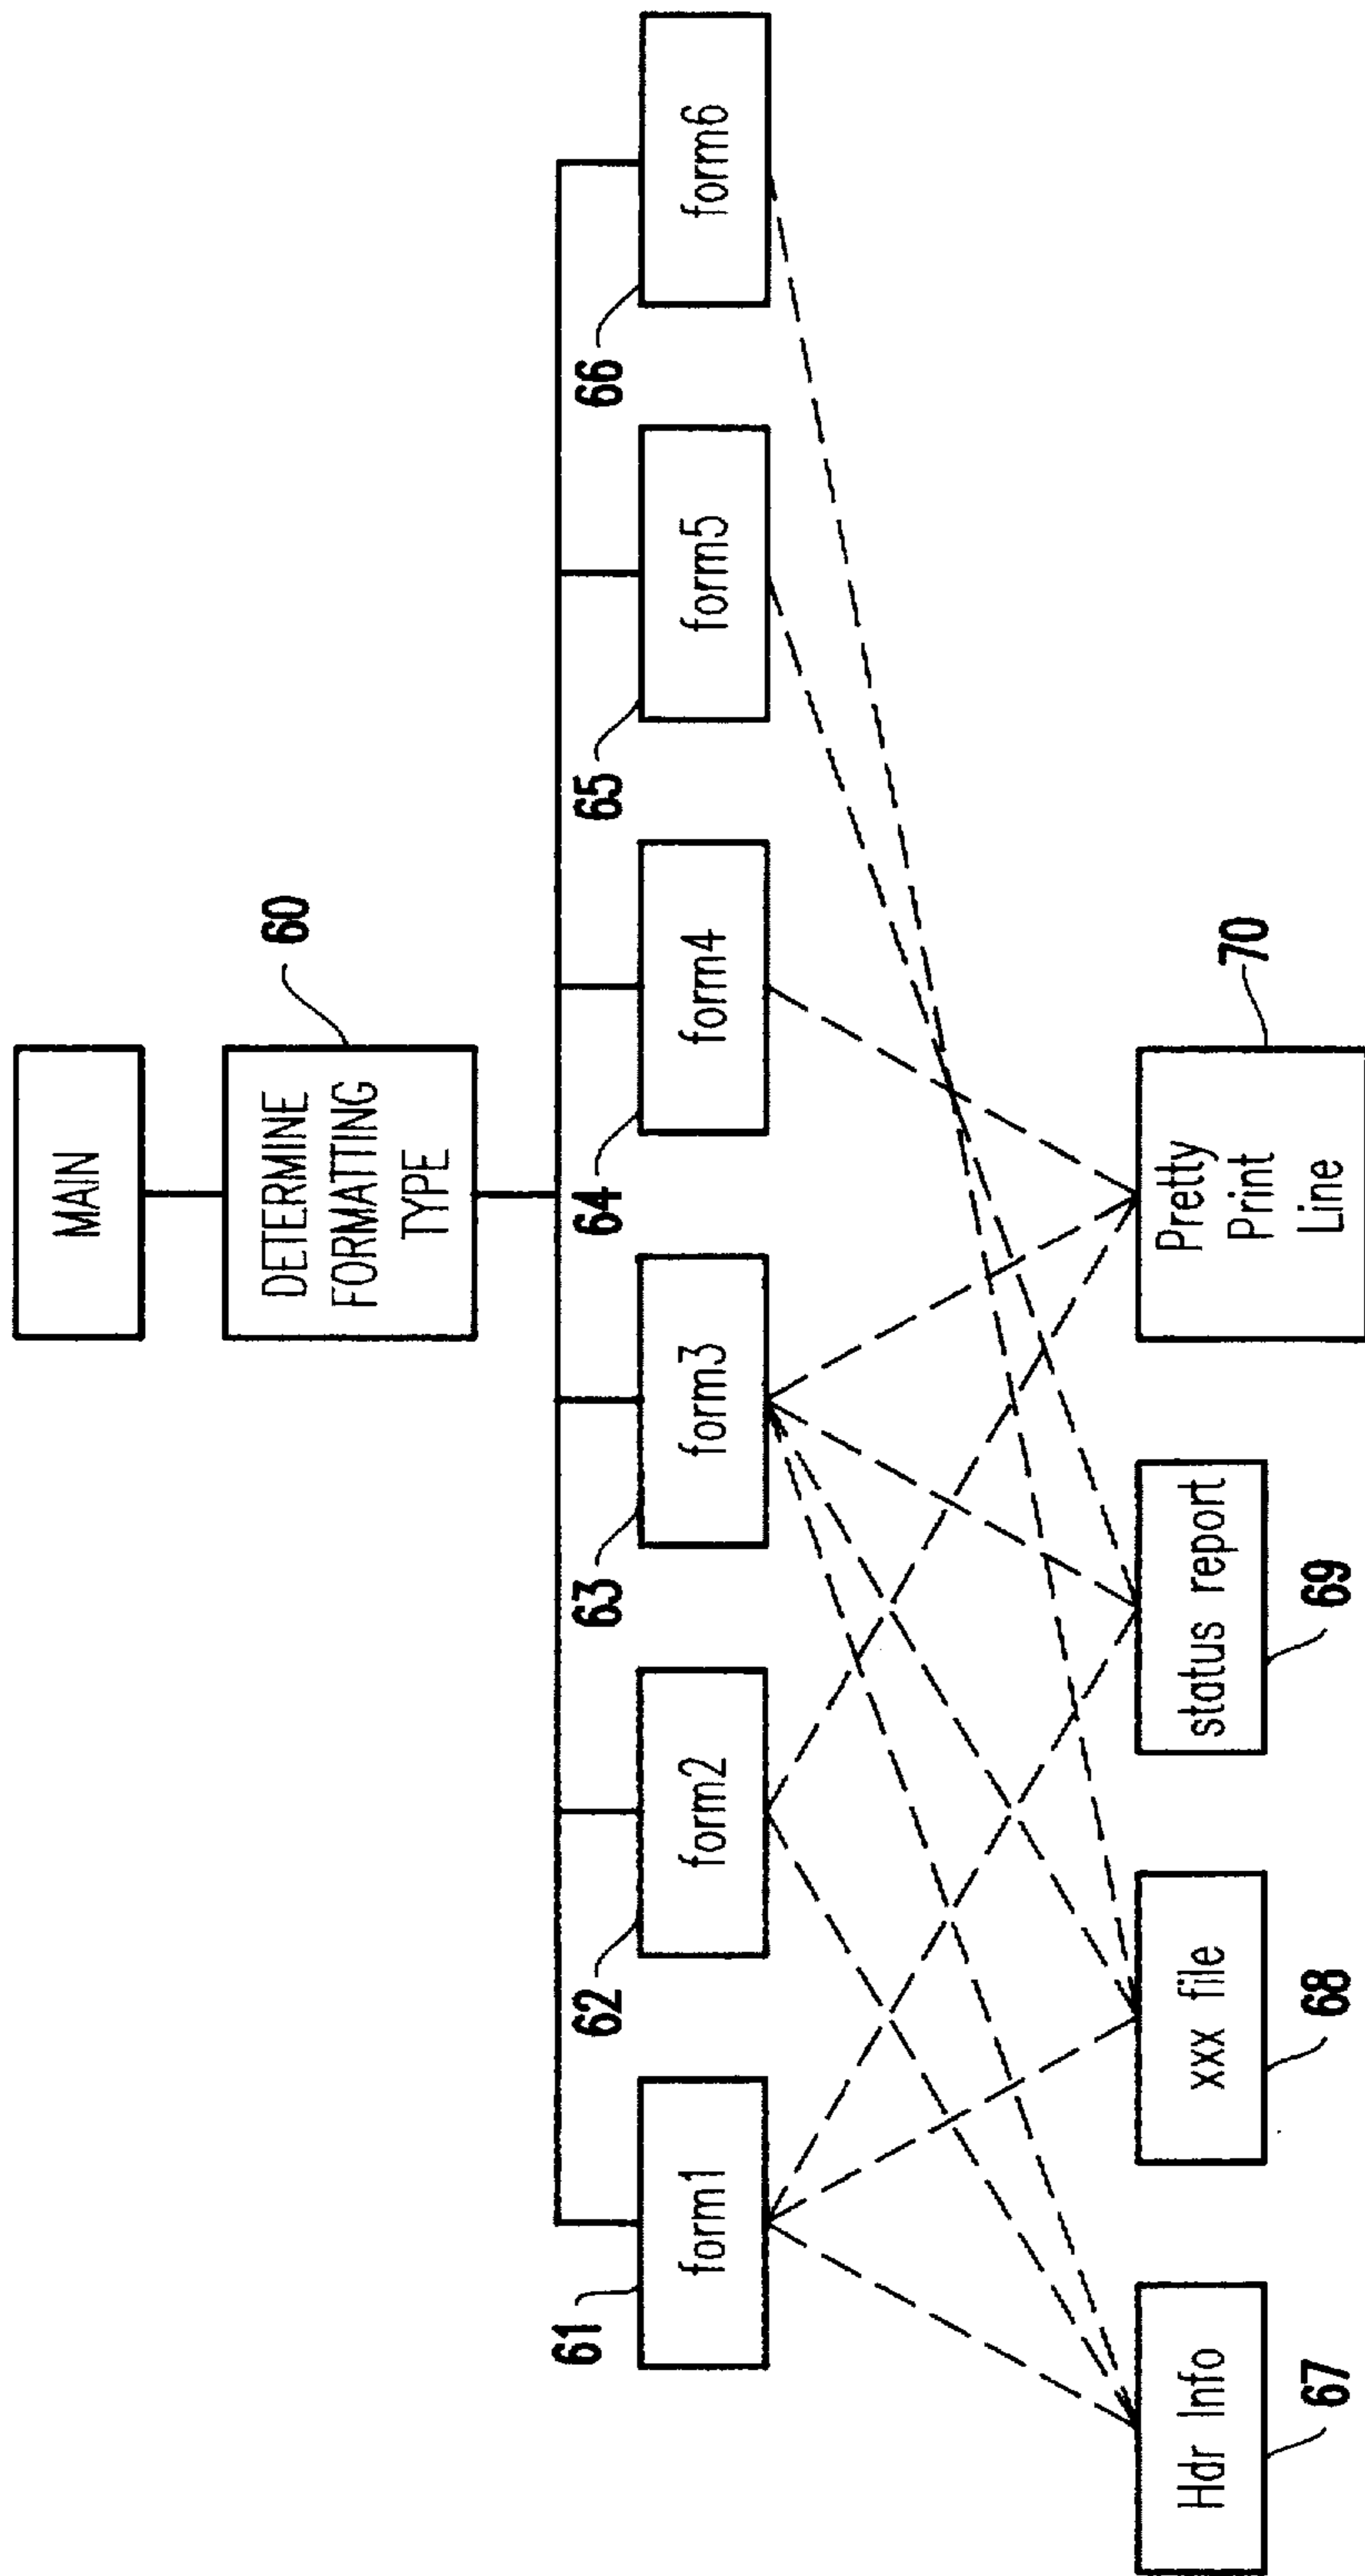 MAIN
DETERMINE
FORMATTING
TYPE
60
61
form1
62
form2
63
form3
64
form4
65
form5
66
form6
Hdr Info
67
xxx file
68
status report
69
Pretty
Print
Line
70